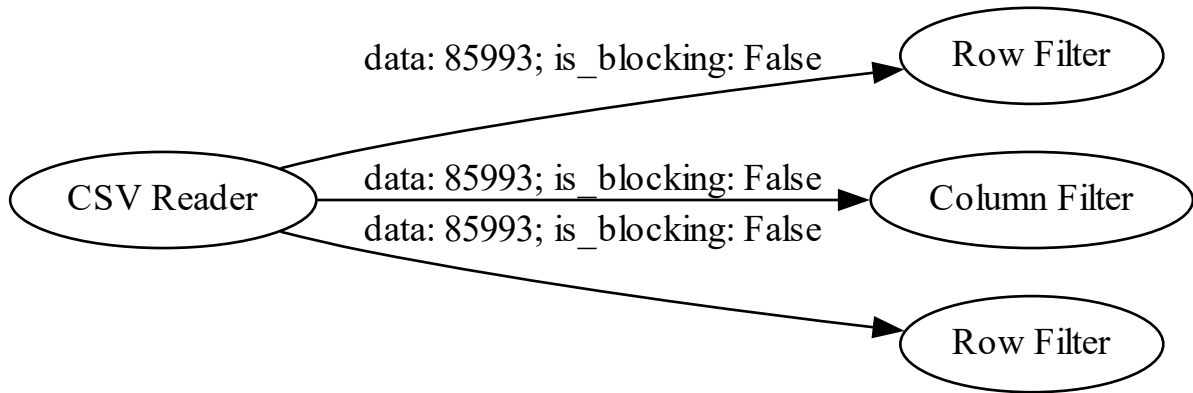 data: 85993; is_blocking: False
Row Filter
CSV Reader
data: 85993; is_blocking: False
Column Filter
data: 85993; is_blocking: False
Row Filter